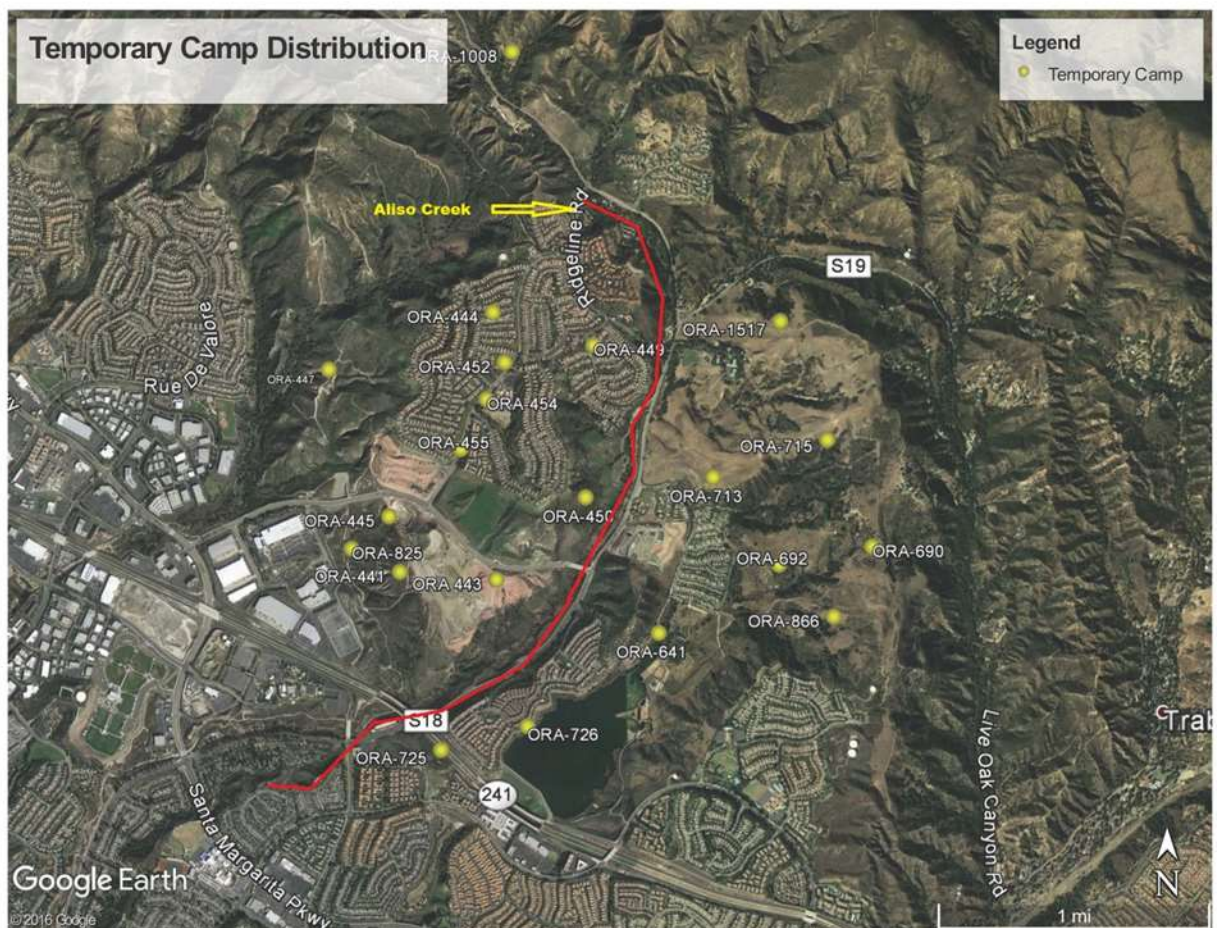 Temporary Camp Distribution
ORA-1008
Legend
Temporary Camp
Aliso Creek
Ridgeline Rd
S19
ORA-444
ORA-1517
ORA-449
ORA-452
ORA-447
Rue De Valore
ORA-454
ORA-455
ORA-715
ORA-713
ORA-450
ORA-445
ORA-825
ORA-690
ORA-692
ORA-441
ORA 443
ORA-866
ORA-641
S18
ORA-726
ORA-725
Trab
Live Oak Canyon Rd
241
Santa Margarita Pkwy
N
Google Earth
© 2016 Google
1 mi